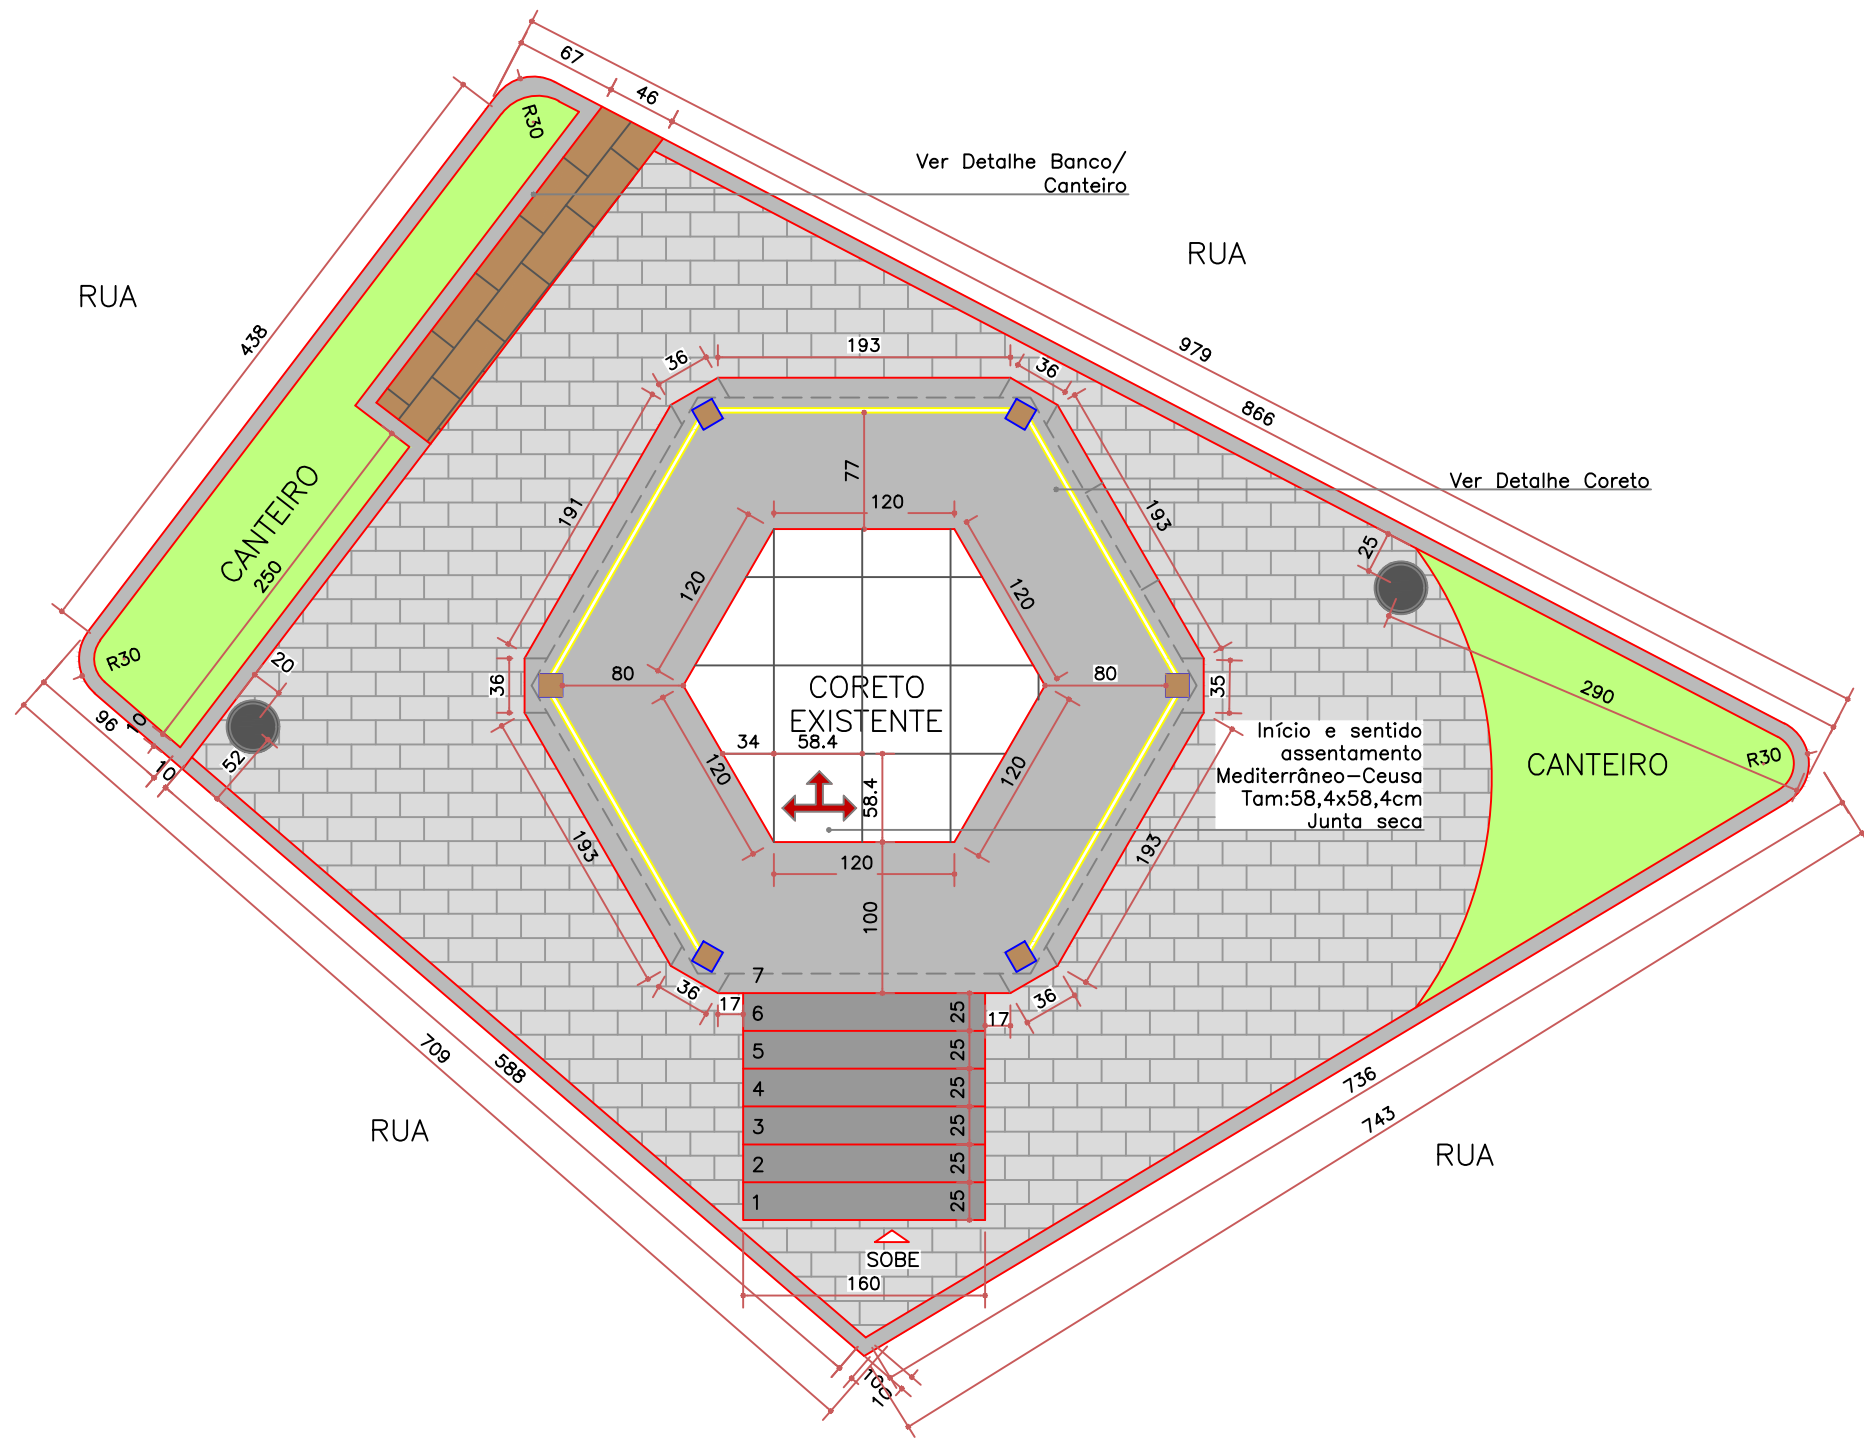 67
46
R30
Ver Detalhe Banco/
Canteiro
RUA
RUA
438
979
866
193
36
36
77
120
191
193
Ver Detalhe Coreto
25
CANTEIRO
250
120
120
R30
20
36
80
CORETO
EXISTENTE
80
35
290
96
10
10
52
34
58.4
58.4
120
120
Início e sentido
assentamento
Mediterrâneo-Ceusa
Tam:58,4x58,4cm
Junta seca
CANTEIRO
R30
193
120
193
100
7
36
17
6
25
17
36
5
25
4
25
3
25
2
25
1
25
709
588
736
743
RUA
RUA
SOBE
160
10
10